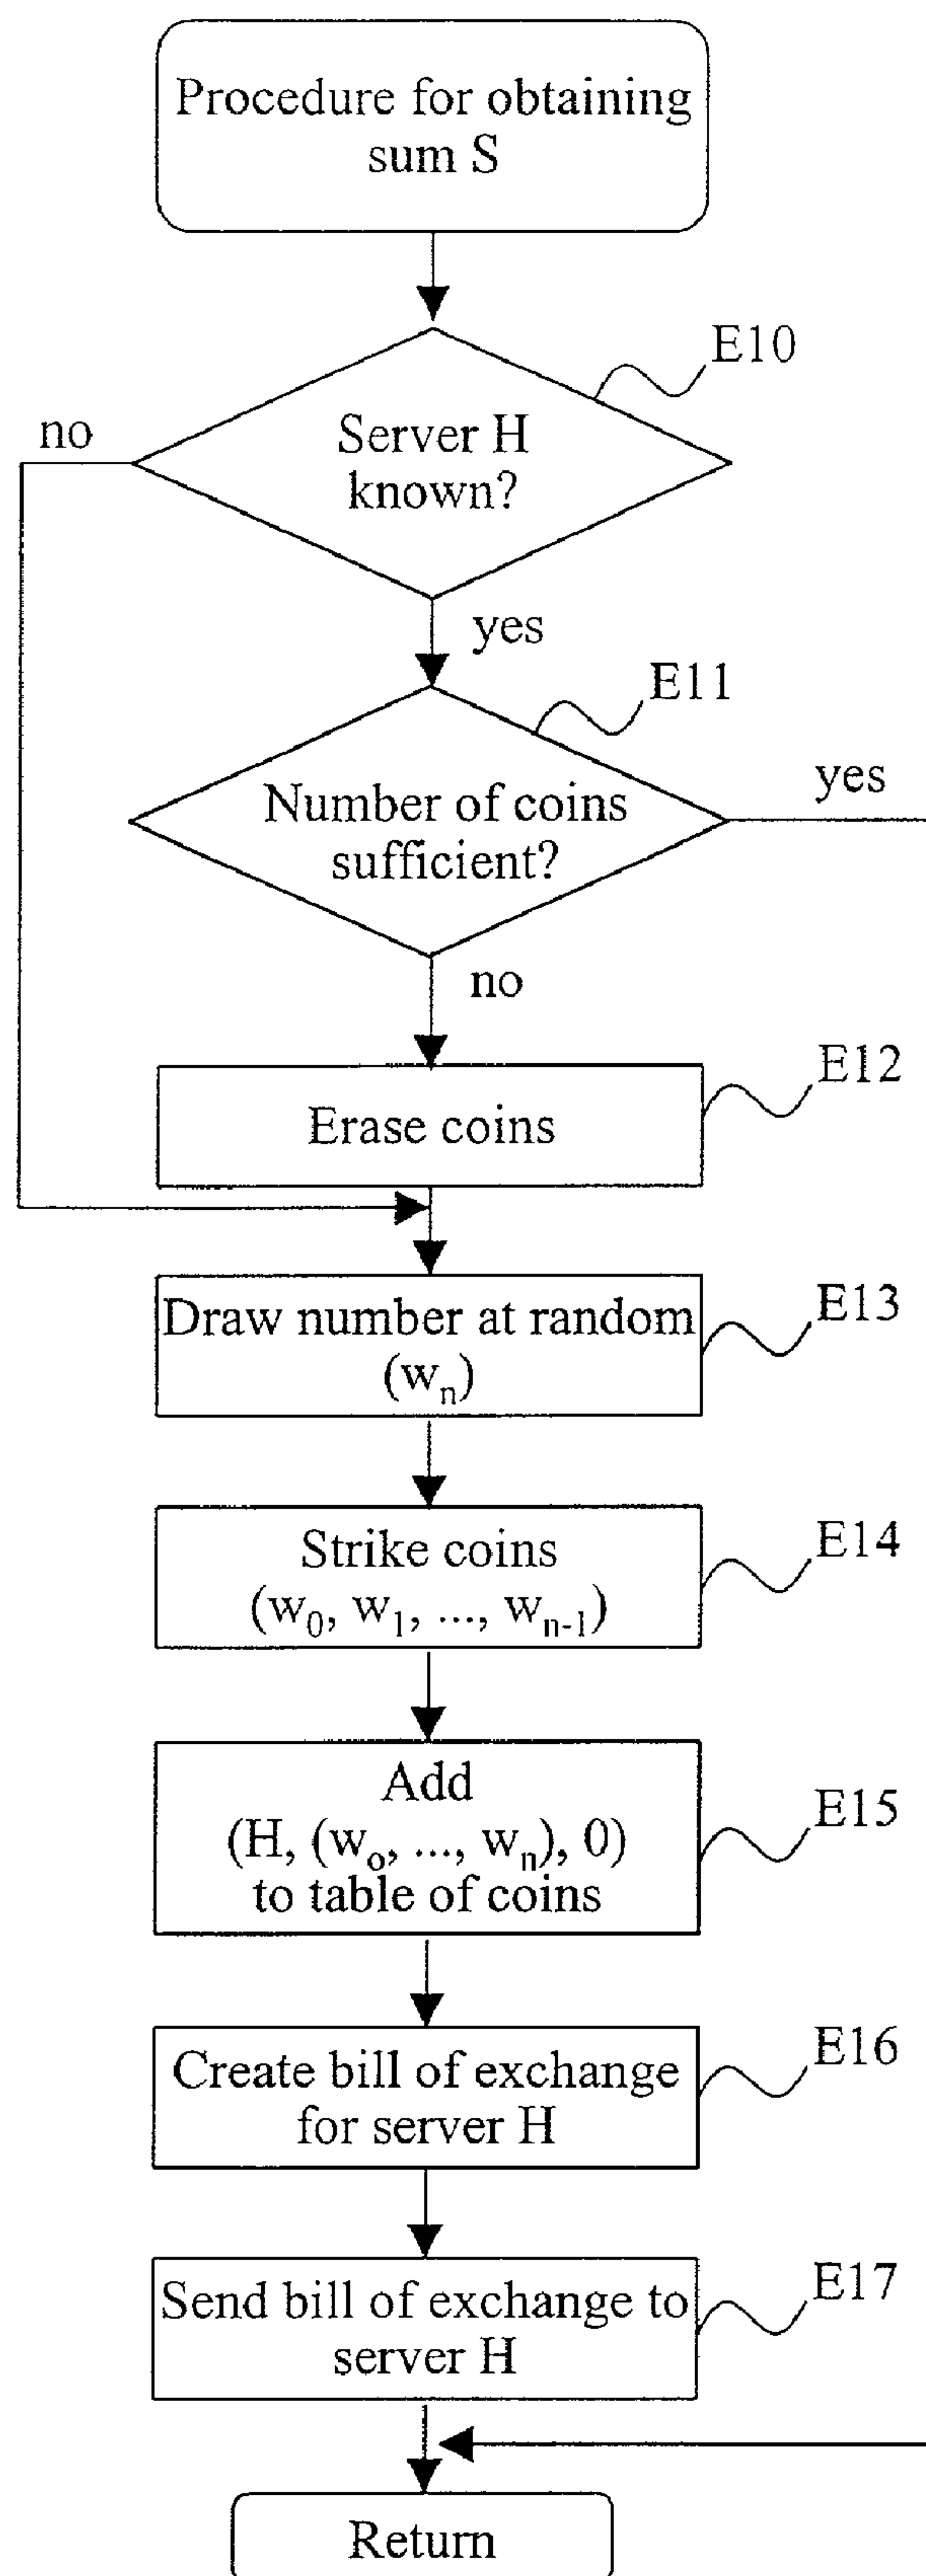 Procedure for obtaining
sum S
E10
no
Server H
known?
yes
E11
yes
Number of coins
sufficient?
no
E12
Erase coins
E13
Draw number at random
(wₙ)
E14
Strike coins
(w₀, w₁, ..., wₙ₋₁)
Add
E15
(H, (wₒ, ..., wₙ), 0)
to table of coins
E16
Create bill of exchange
for server H
E17
Send bill of exchange to
server H
Return